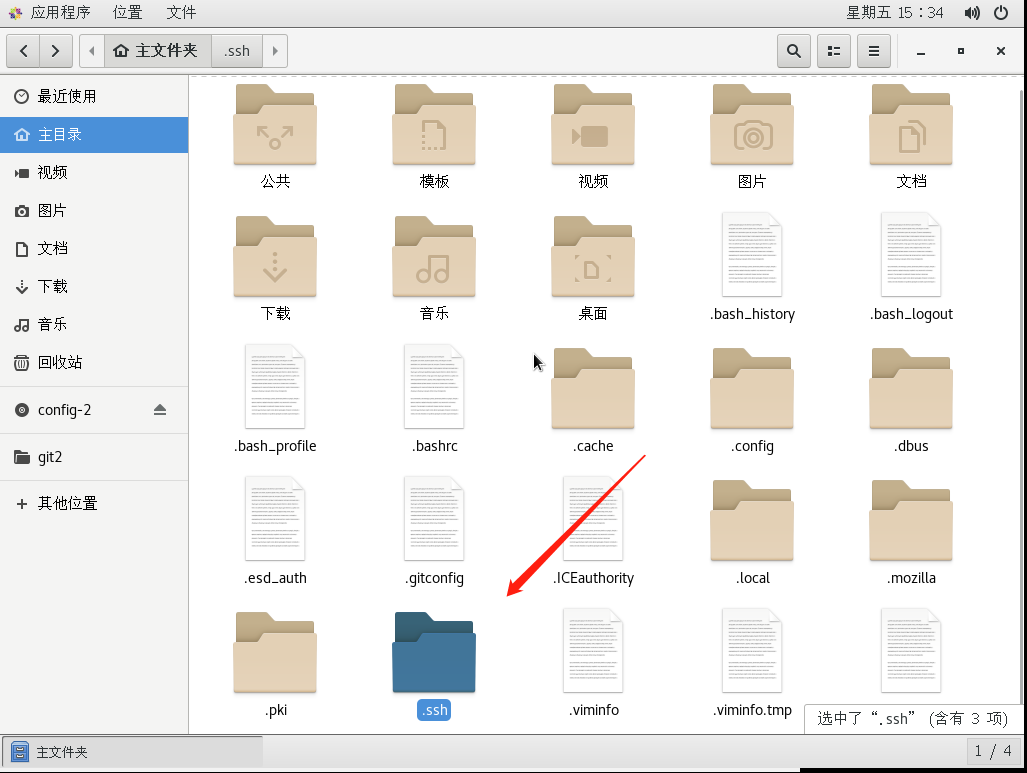 应用程序 位置 文件 星期五 15：34
主文件夹 .ssh
最近使用
主目录
视频
图片
文档
下载
音乐
回收站
config-2
git2
其他位置
公共 模板 视频 图片 文档
下载 音乐 桌面 .bash_history .bash_logout
.bash_profile .bashrc .cache .config .dbus
.esd_auth .gitconfig .ICEauthority .local .mozilla
.pki .ssh .viminfo .viminfo.tmp
选中了“.ssh” (含有 3 项)
主文件夹 1 / 4